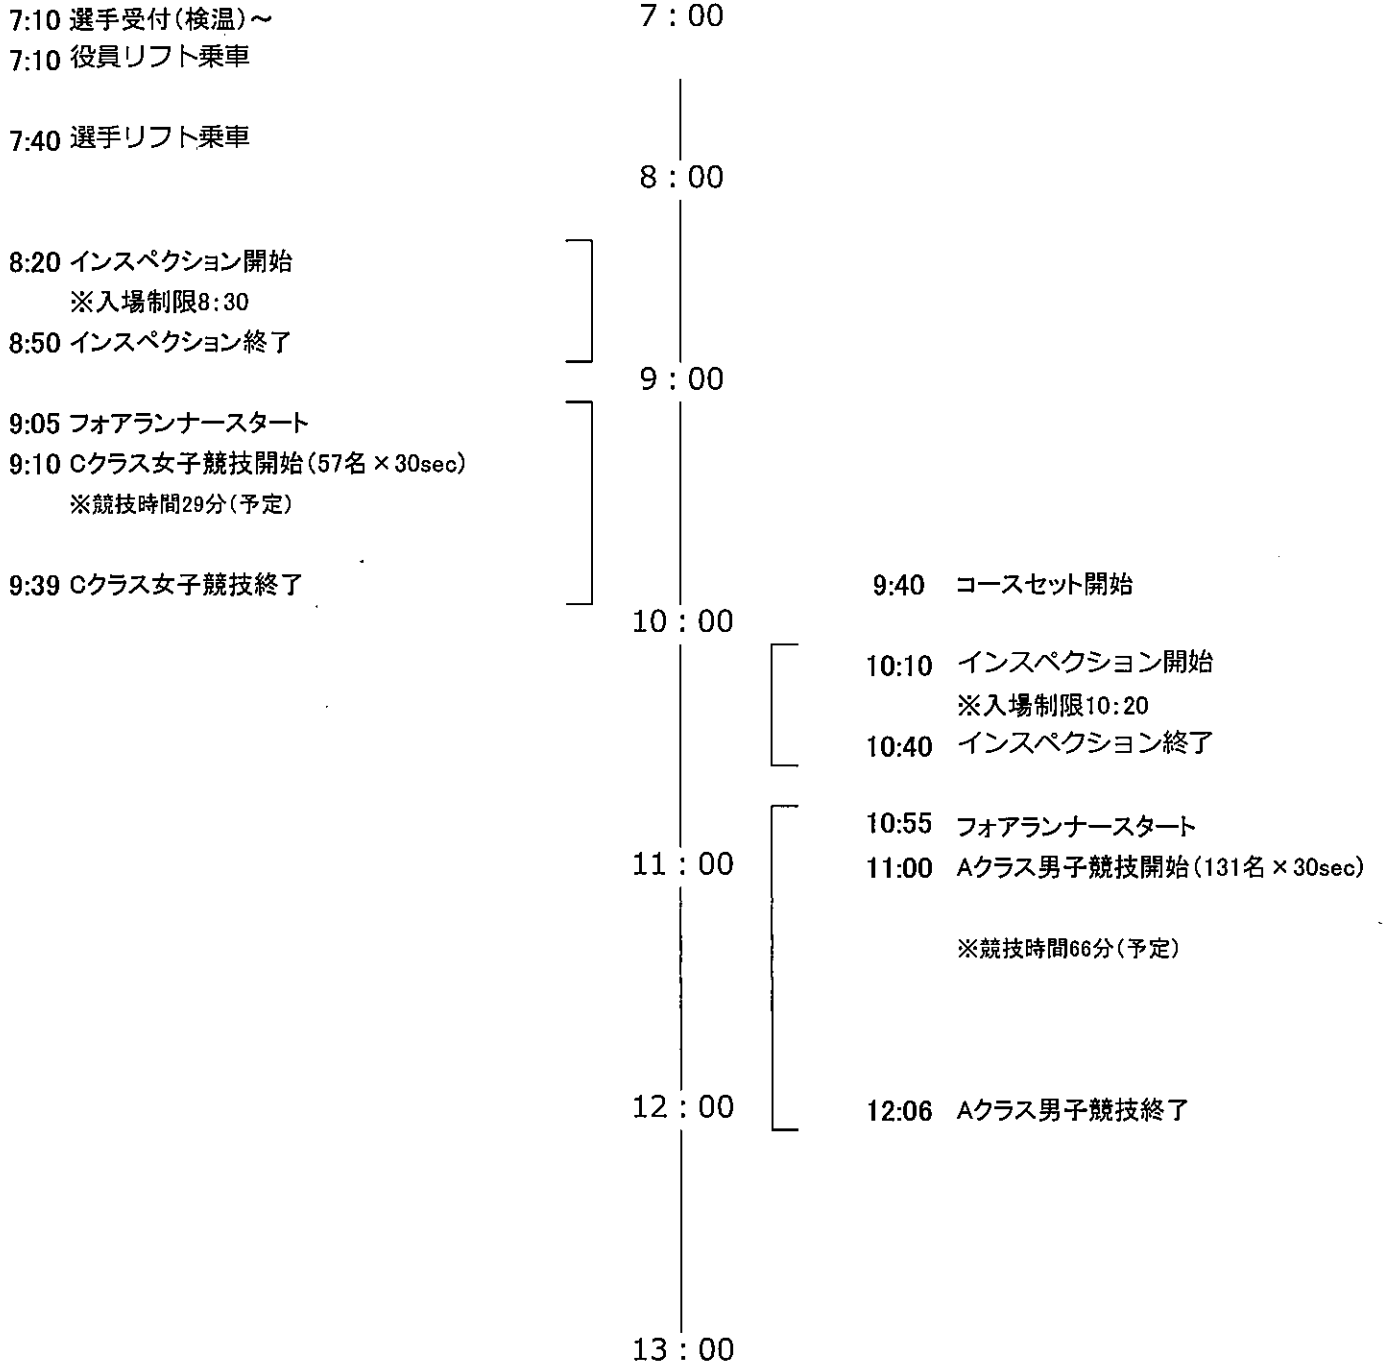 7:10 選手受付(検温)～
7:10 役員リフト乗車
7:40 選手リフト乗車
8:20 インスペクション開始
※入場制限8:30
8:50 インスペクション終了
9:05 フォアランナースタート
9:10 Cクラス女子競技開始(57名×30sec)
※競技時間29分(予定)
9:39 Cクラス女子競技終了
7：00
8：00
9：00
10：00
11：00
12：00
13：00
9:40 コースセット開始
10:10 インスペクション開始
※入場制限10:20
10:40 インスペクション終了
10:55 フォアランナースタート
11:00 Aクラス男子競技開始(131名×30sec)
※競技時間66分(予定)
12:06 Aクラス男子競技終了